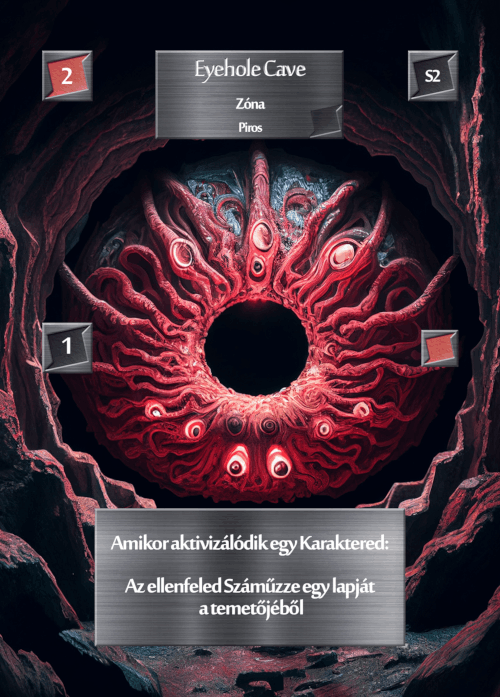 2
Eyehole Cave
S2
Zóna
Piros
1
Amikor aktivizálódik egy Karaktered:
Az ellenfeled Száműzze egy lapját
a temetőjéből